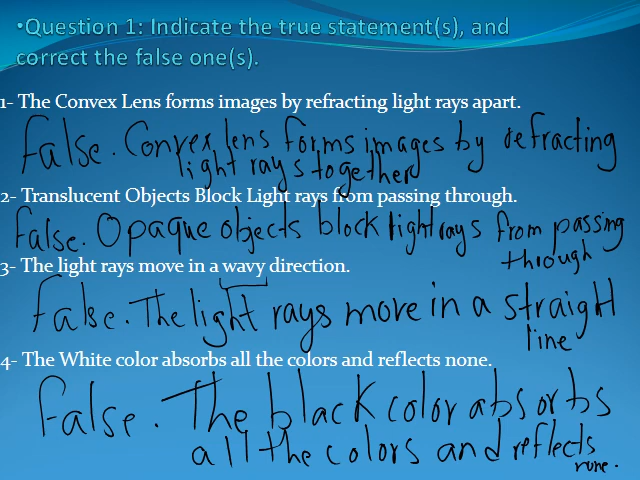 •Question 1: Indicate the true statement(s), and
correct the false one(s).
1- The Convex Lens forms images by refracting light rays apart.
False. Convex lens forms images by refracting
light rays together
2- Translucent Objects Block Light rays from passing through.
False. Opaque objects block light rays from passing
through
3- The light rays move in a wavy direction.
False. The light rays move in a straight
line
4- The White color absorbs all the colors and reflects none.
False. The black color absorbs
all the colors and reflects
none.